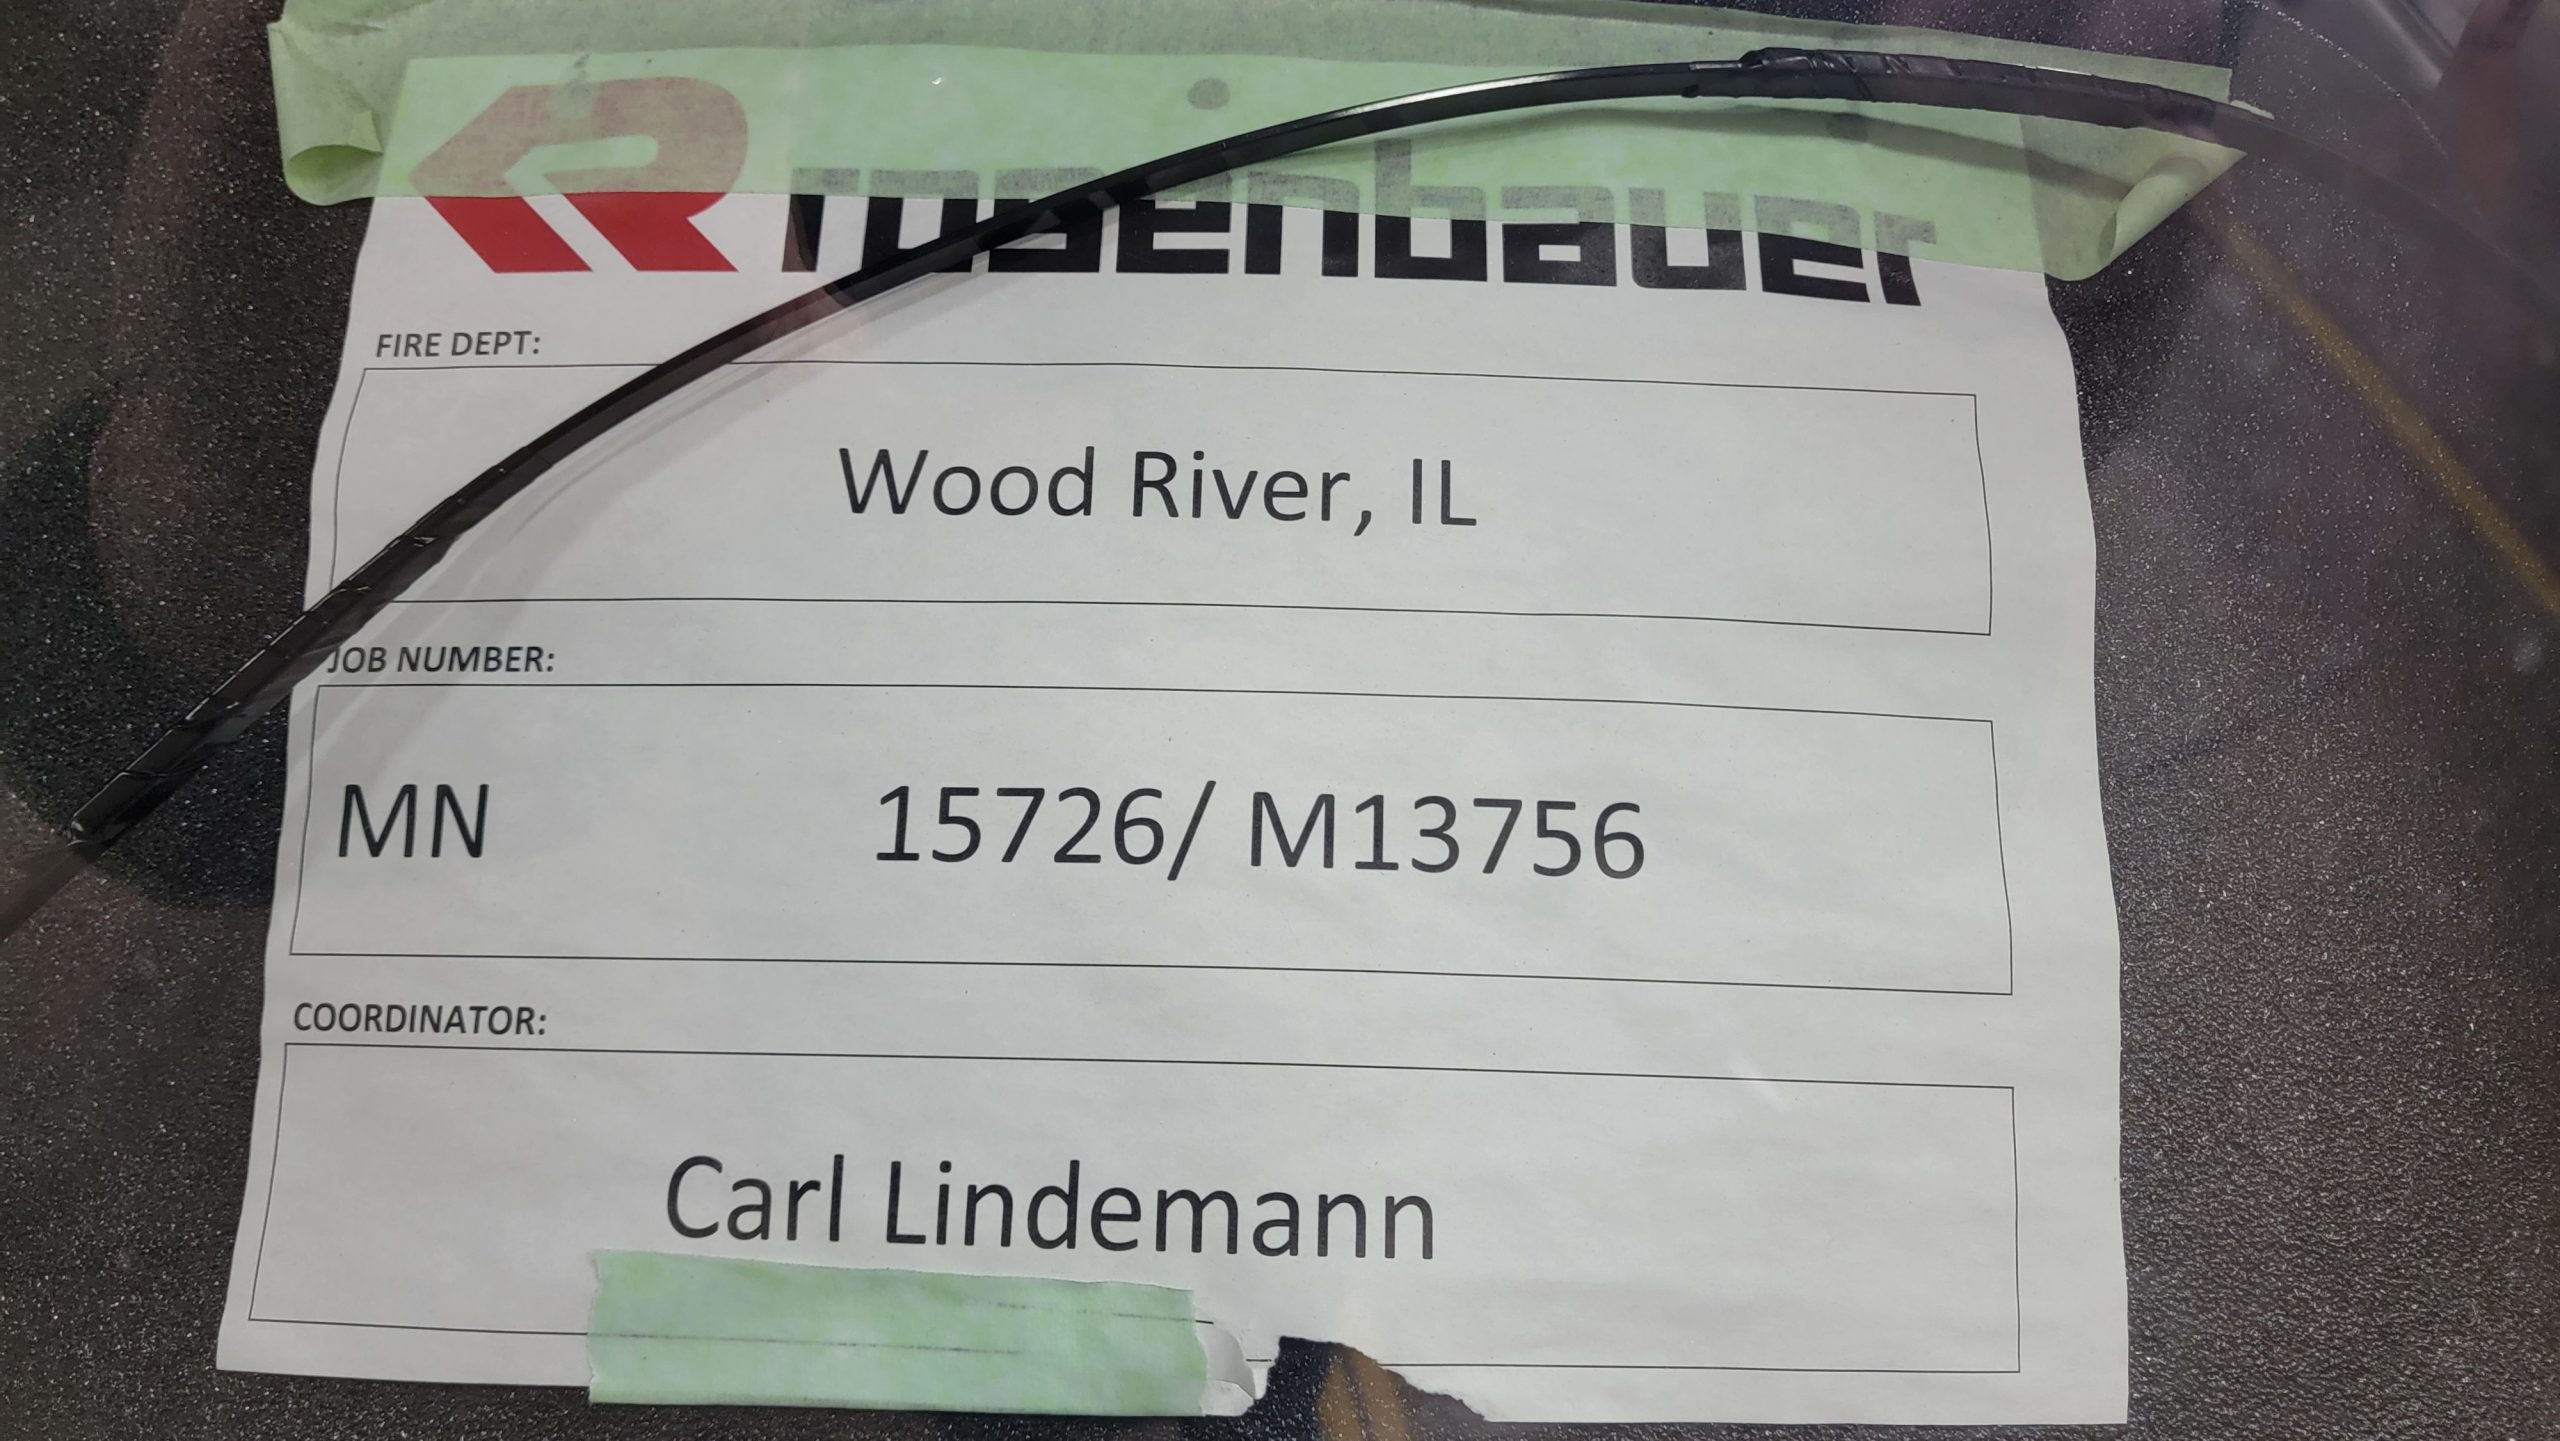 rosenbauer
FIRE DEPT:
Wood River, IL
JOB NUMBER:
MN 15726/ M13756
COORDINATOR:
Carl Lindemann